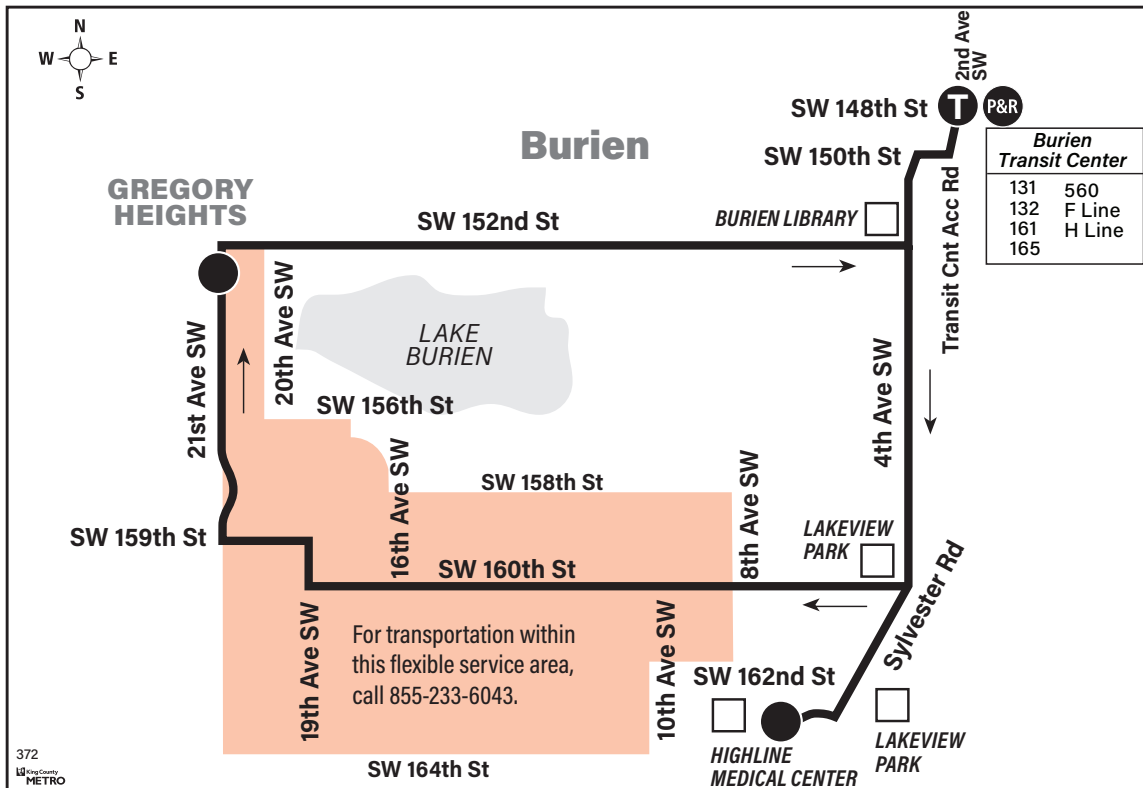 N
W E
S
2nd Ave
SW
SW 148th St
T
P&R
Burien
SW 150th St
Burien
Transit Center
131 560
132 F Line
161 H Line
165
Transit Cnt Acc Rd
GREGORY
HEIGHTS
BURIEN LIBRARY
SW 152nd St
20th Ave SW
21st Ave SW
LAKE
BURIEN
SW 156th St
4th Ave SW
16th Ave SW
SW 158th St
8th Ave SW
SW 159th St
LAKEVIEW
PARK
SW 160th St
Sylvester Rd
19th Ave SW
For transportation within
this flexible service area,
call 855-233-6043.
10th Ave SW
SW 162nd St
HIGHLINE
MEDICAL CENTER
LAKEVIEW
PARK
SW 164th St
372
King County
METRO